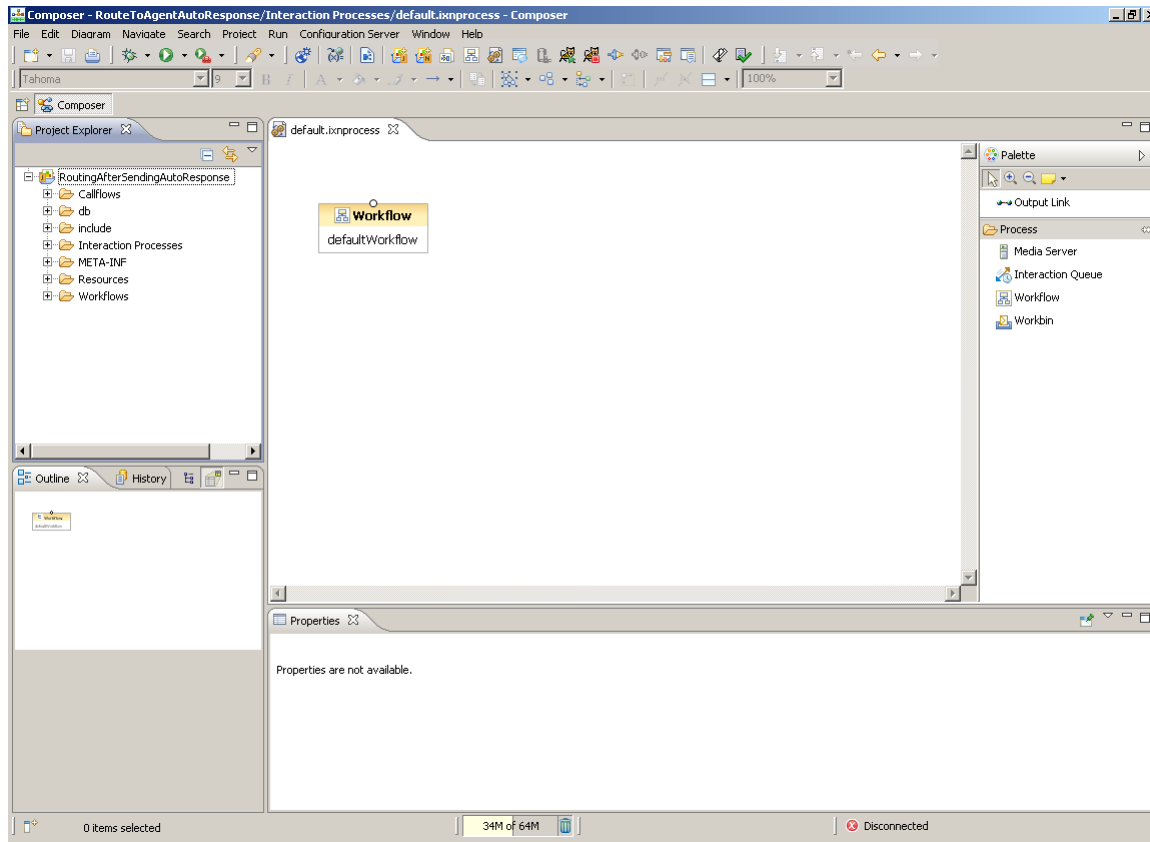 Composer - RouteToAgentAutoResponse/Interaction Processes/default.ixnprocess - Composer
File Edit Diagram Navigate Search Project Run Configuration Server Window Help
Tahoma 9 B I A 100%
Composer
Project Explorer
RoutingAfterSendingAutoResponse
Callflows
db
include
Interaction Processes
META-INF
Resources
Workflows
default.ixnprocess
Workflow
defaultWorkflow
Palette
Output Link
Process
Media Server
Interaction Queue
Workflow
Workbin
Outline History
Workflow
defaultWorkflow
Properties
Properties are not available.
0 items selected
34M of 64M
Disconnected